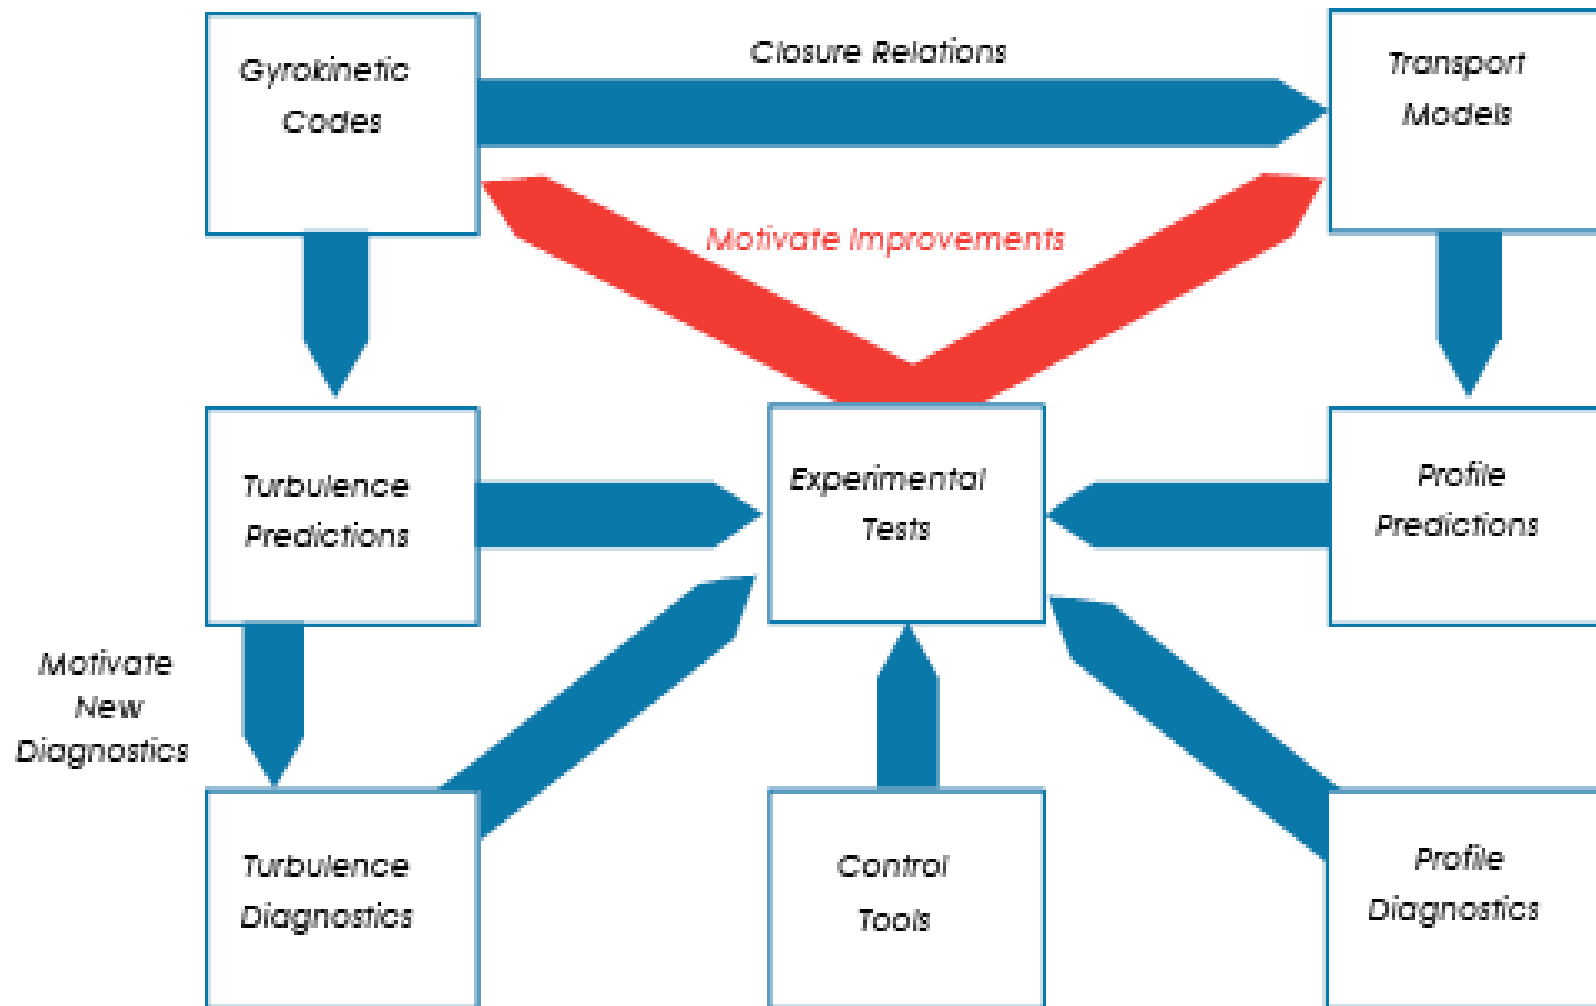 Gyrokinetic
Codes
Closure Relations
Transport
Models
Motivate Improvements
Turbulence
Predictions
Experimental
Tests
Profile
Predictions
Motivate
New
Diagnostics
Turbulence
Diagnostics
Control
Tools
Profile
Diagnostics